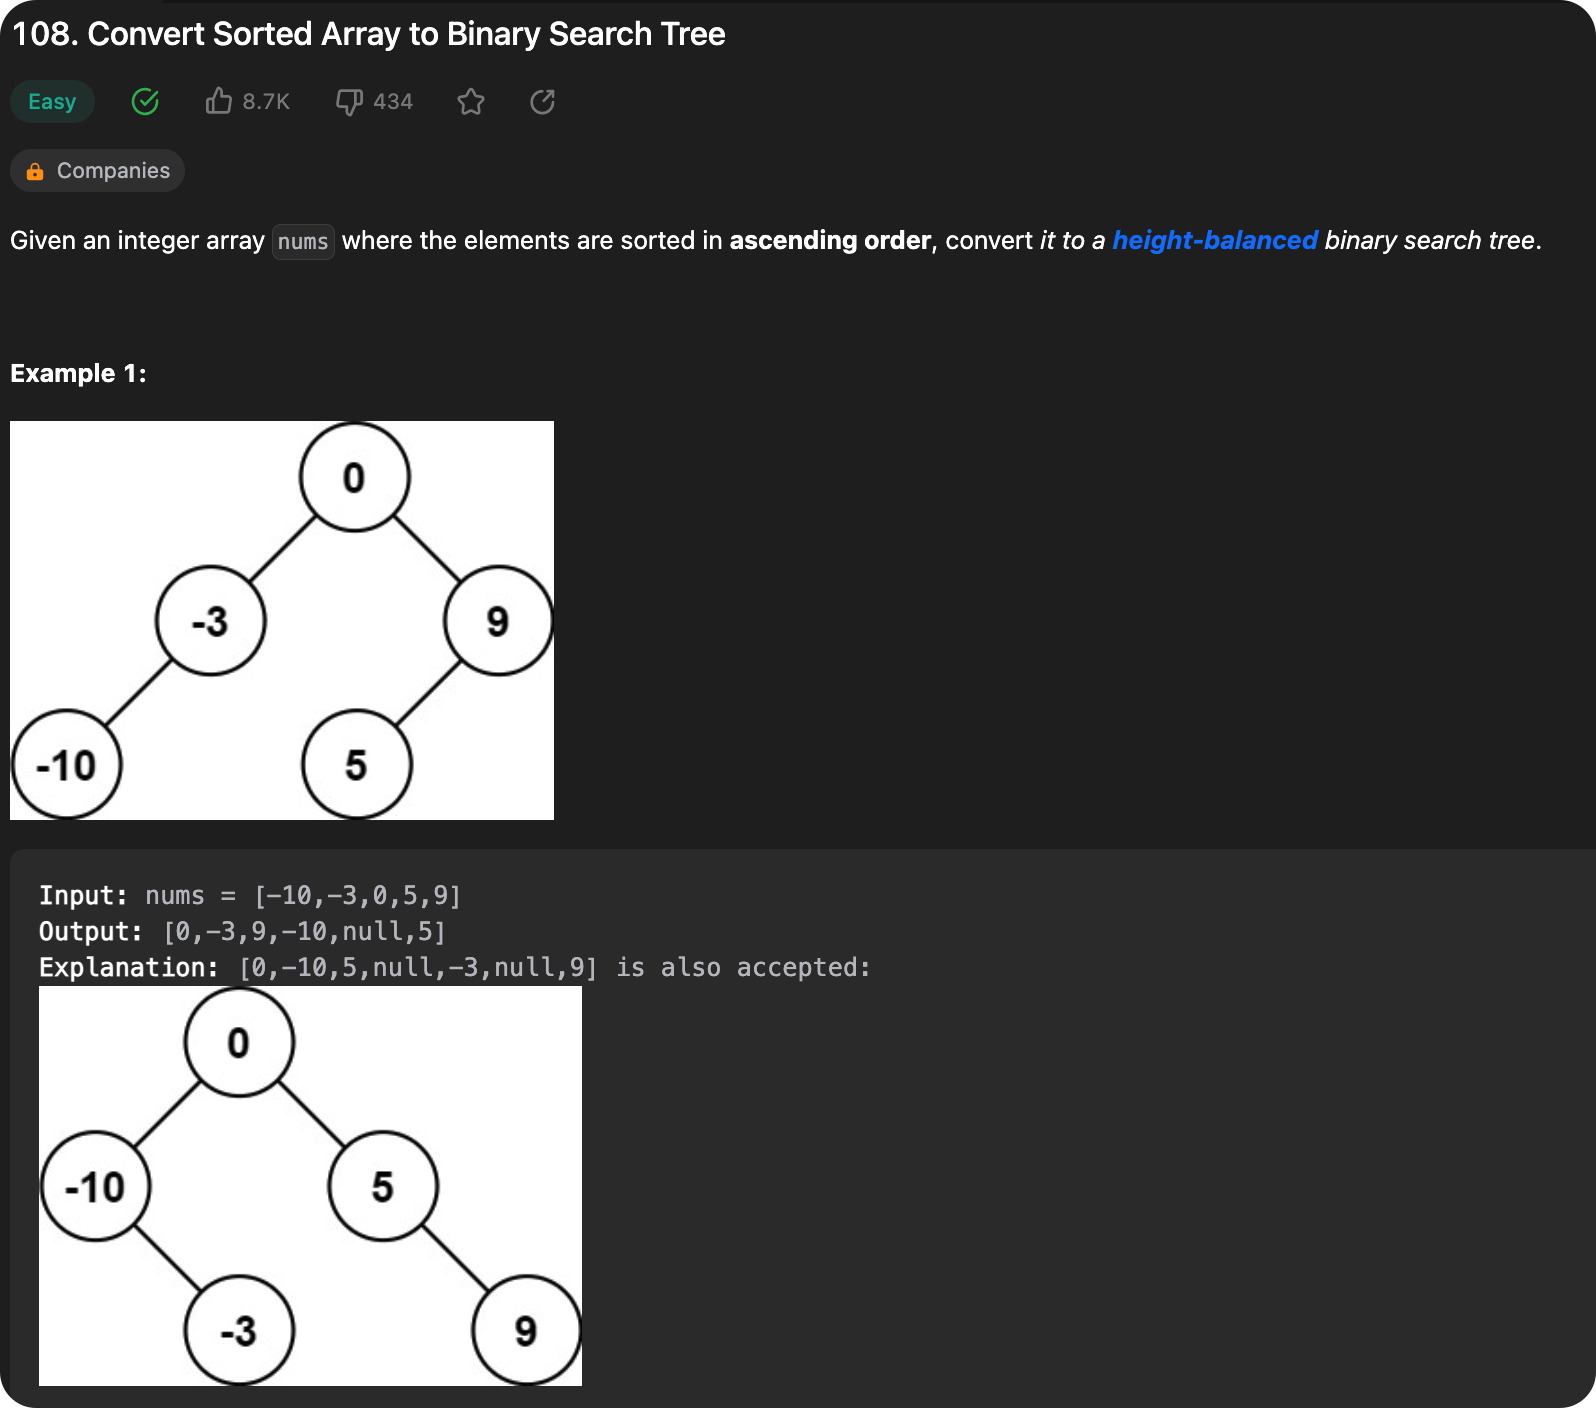 108. Convert Sorted Array to Binary Search Tree
Easy 8.7K 434
Companies
Given an integer array nums where the elements are sorted in ascending order, convert it to a height-balanced binary search tree.
Example 1:
0
-3 9
-10 5
Input: nums = [-10,-3,0,5,9]
Output: [0,-3,9,-10,null,5]
Explanation: [0,-10,5,null,-3,null,9] is also accepted:
0
-10 5
-3 9